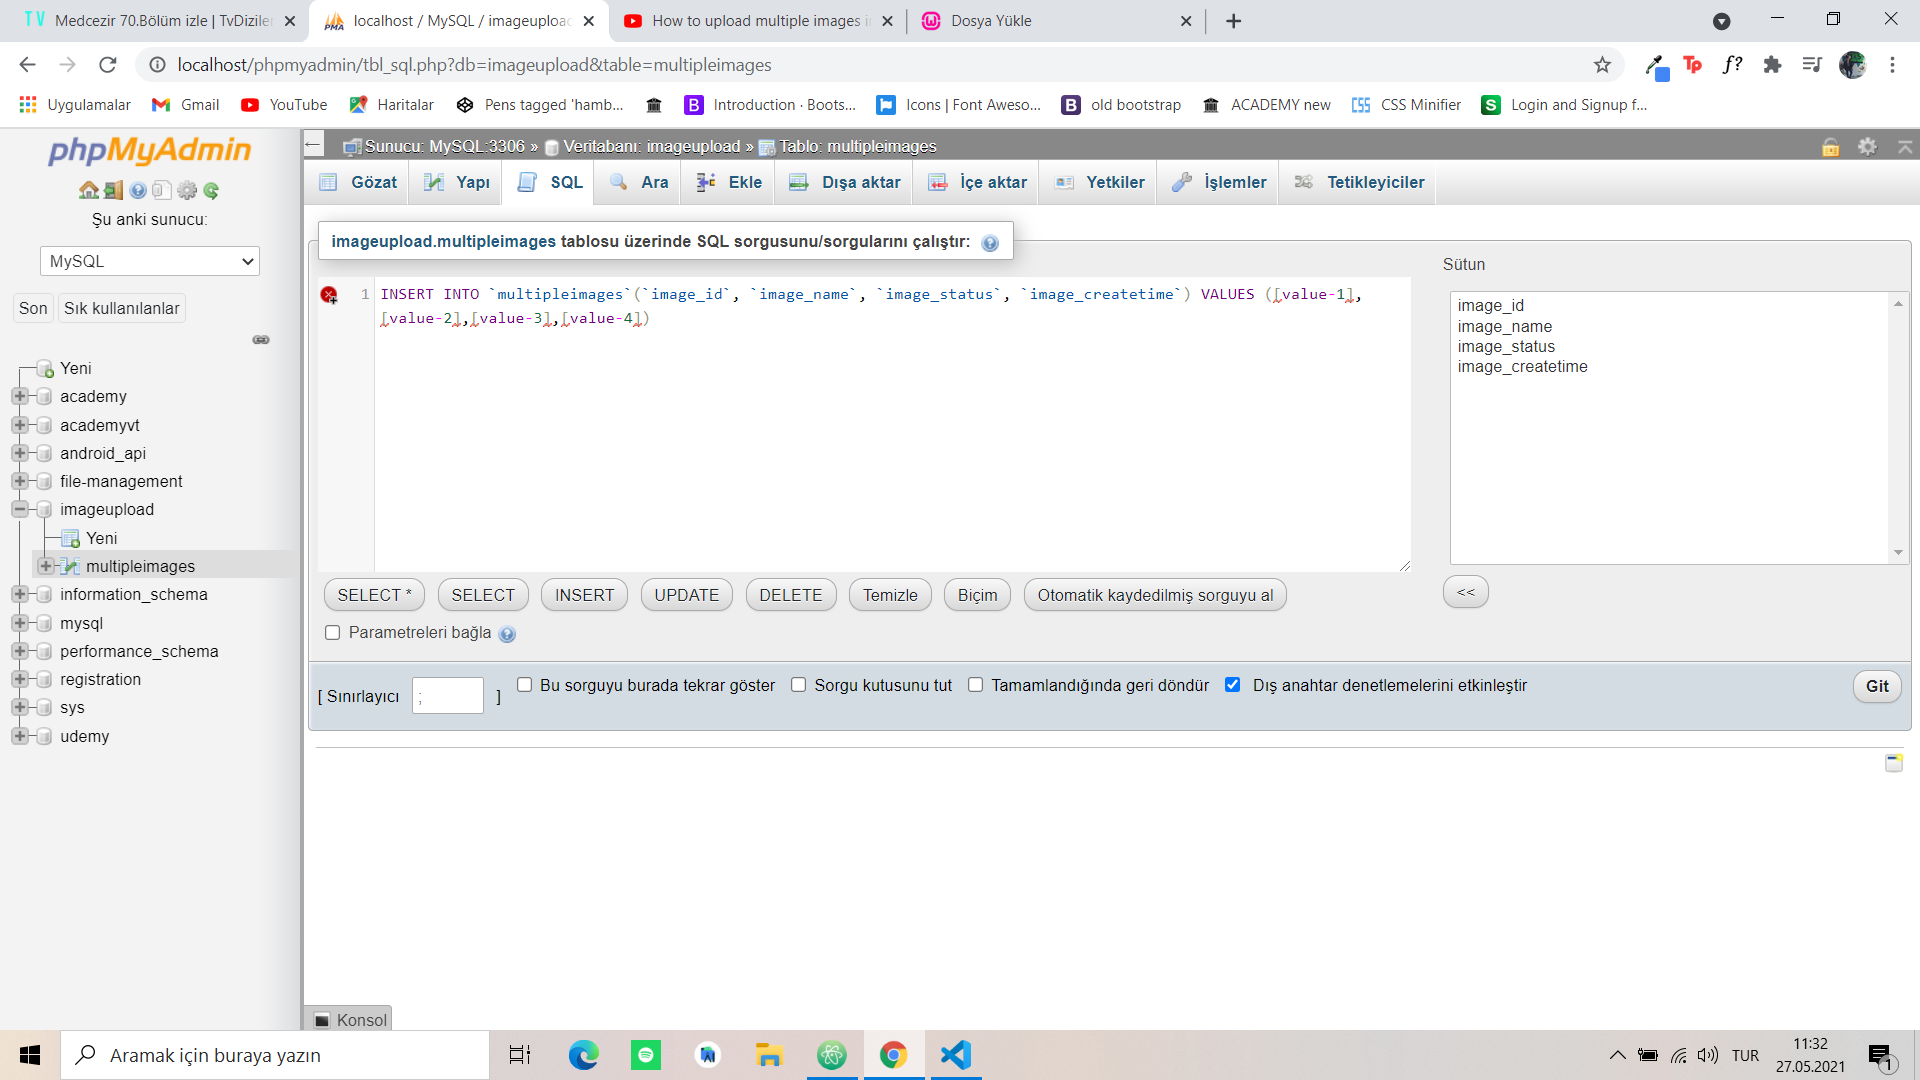 TV Medcezir 70.Bölüm izle | TvDiziler
localhost / MySQL / imageupload
How to upload multiple images i
Dosya Yükle
localhost/phpmyadmin/tbl_sql.php?db=imageupload&table=multipleimages
Tp f?
Uygulamalar Gmail YouTube Haritalar Pens tagged 'hamb... B Introduction · Boots... Icons | Font Aweso... B old bootstrap ACADEMY new CSS Minifier S Login and Signup f...
phpMyAdmin
Şu anki sunucu:
MySQL
Son Sık kullanılanlar
Yeni
academy
academyvt
android_api
file-management
imageupload
Yeni
multipleimages
information_schema
mysql
performance_schema
registration
sys
udemy
Sunucu: MySQL:3306 » Veritabanı: imageupload » Tablo: multipleimages
Gözat Yapı SQL Ara Ekle Dışa aktar İçe aktar Yetkiler İşlemler Tetikleyiciler
imageupload.multipleimages tablosu üzerinde SQL sorgusunu/sorgularını çalıştır:
1 INSERT INTO `multipleimages`(`image_id`, `image_name`, `image_status`, `image_createtime`) VALUES ([value-1],
[value-2],[value-3],[value-4])
Sütun
image_id
image_name
image_status
image_createtime
SELECT * SELECT INSERT UPDATE DELETE Temizle Biçim Otomatik kaydedilmiş sorguyu al <<
Parametreleri bağla
[ Sınırlayıcı ; ] Bu sorguyu burada tekrar göster Sorgu kutusunu tut Tamamlandığında geri döndür Dış anahtar denetlemelerini etkinleştir Git
Konsol
Aramak için buraya yazın
TUR
11:32
27.05.2021
1